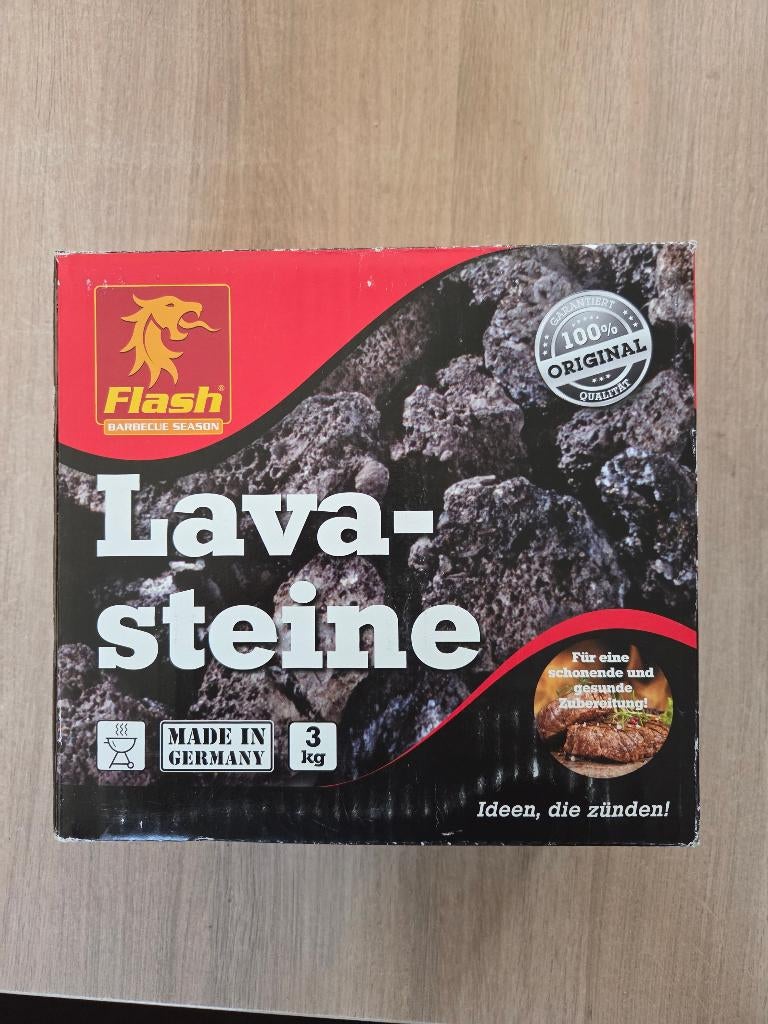 Flash®
BARBECUE SEASON
GARANTIERT
100%
ORIGINAL
QUALITÄT
Lava-
steine
Für eine
schonende und
gesunde
Zubereitung!
MADE IN
GERMANY
3
kg
Ideen, die zünden!